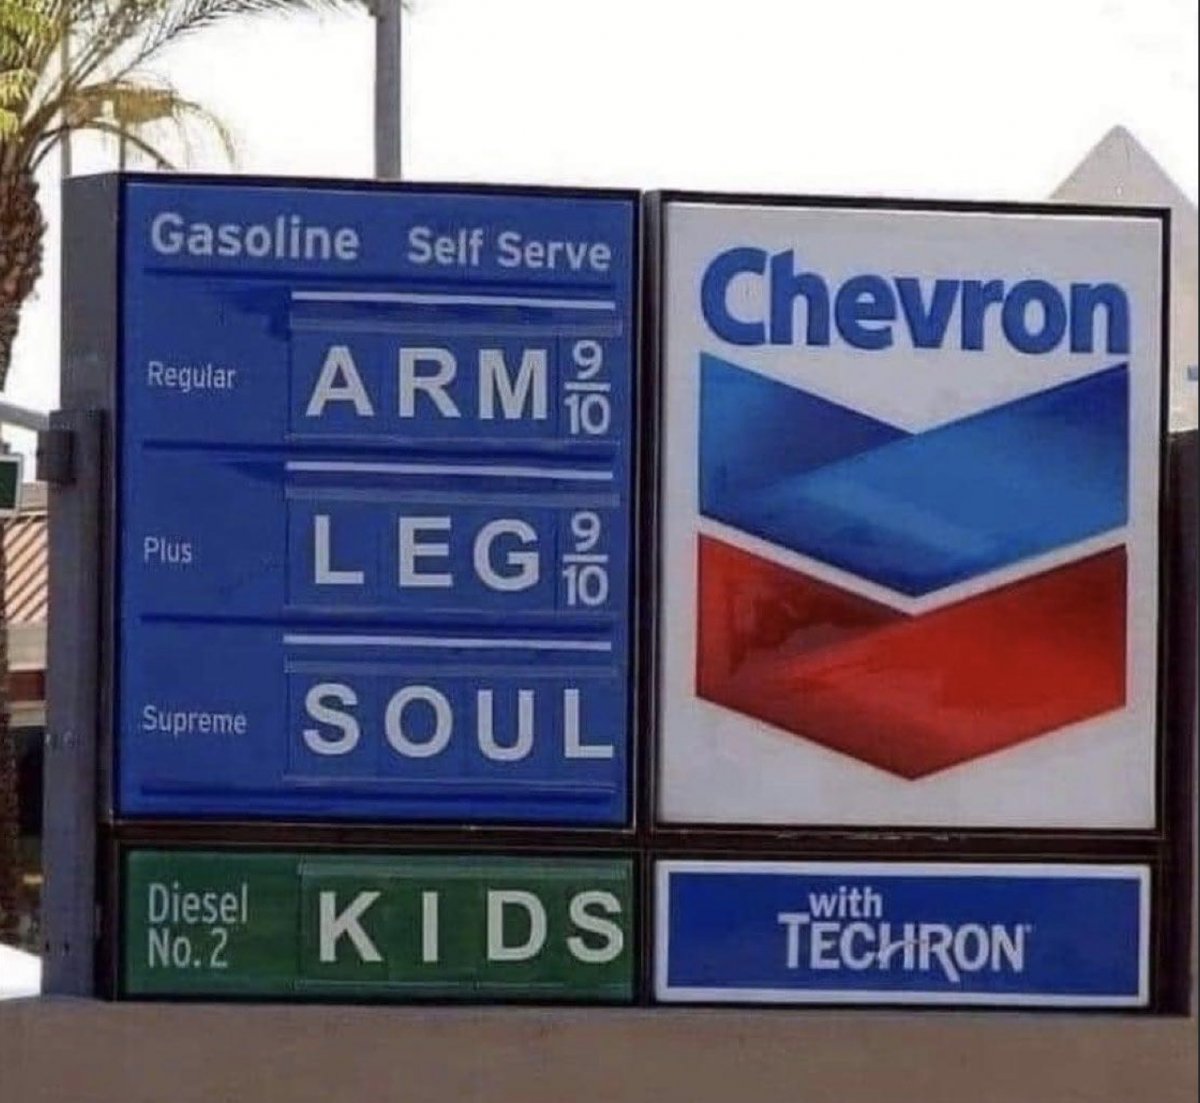 Gasoline Self Serve
Regular ARM 9/10
Plus LEG 9/10
Supreme SOUL
Diesel
No. 2 KIDS
Chevron
with
TECHRON